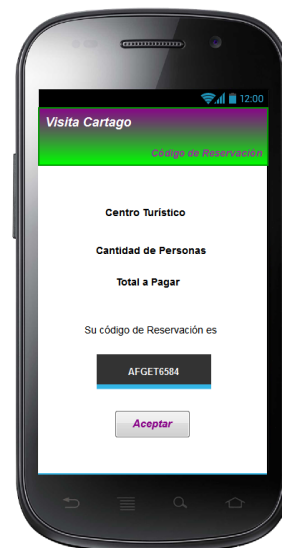 12:00
Visita Cartago
Código de Reservación
Centro Turístico
Cantidad de Personas
Total a Pagar
Su código de Reservación es
AFGET6584
Aceptar